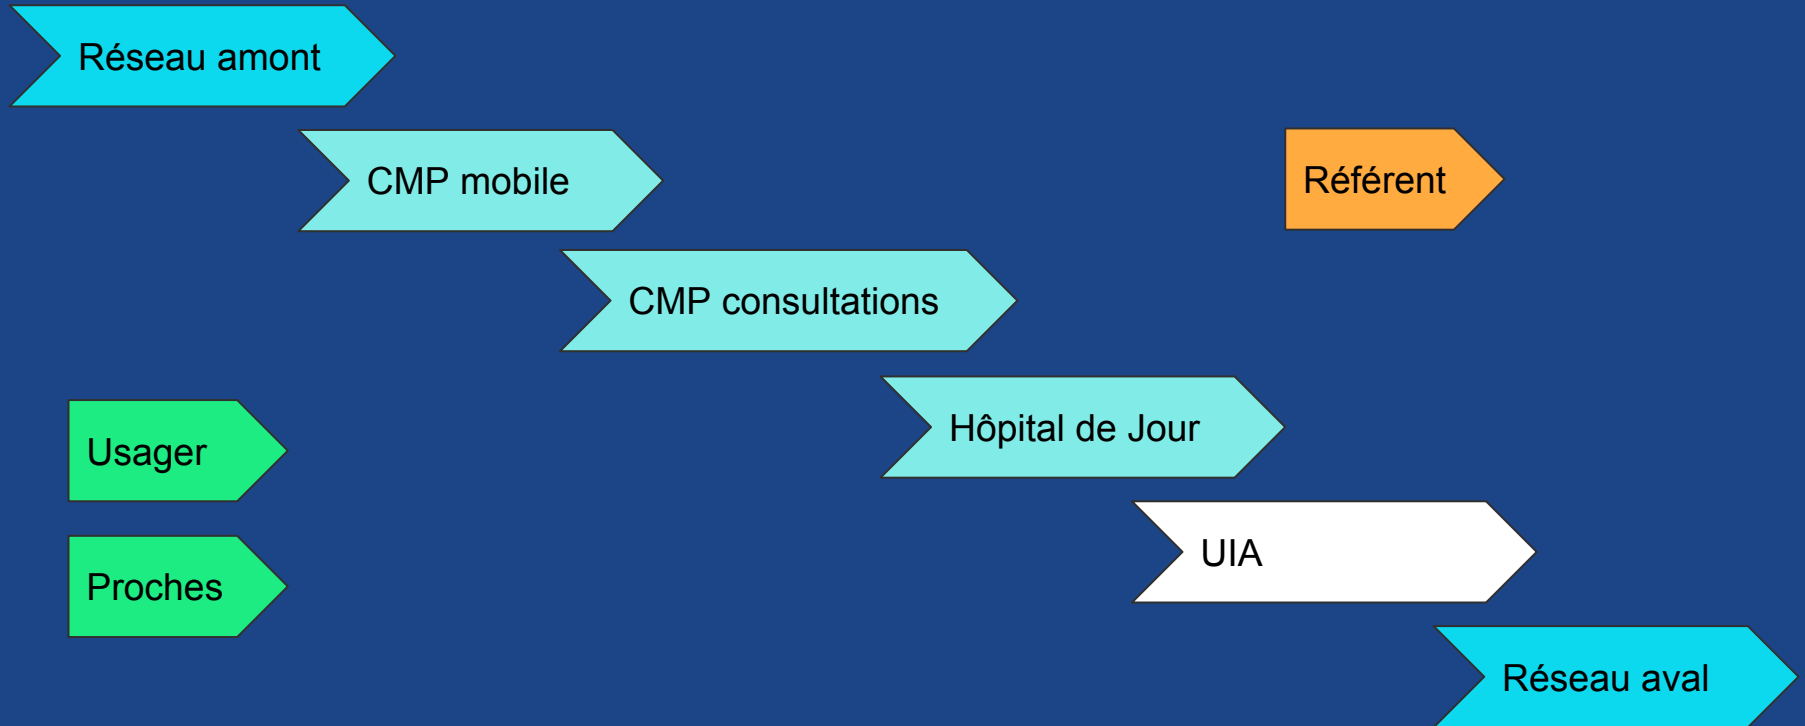 Réseau amont
CMP mobile
Référent
CMP consultations
Hôpital de Jour
Usager
UIA
Proches
Réseau aval